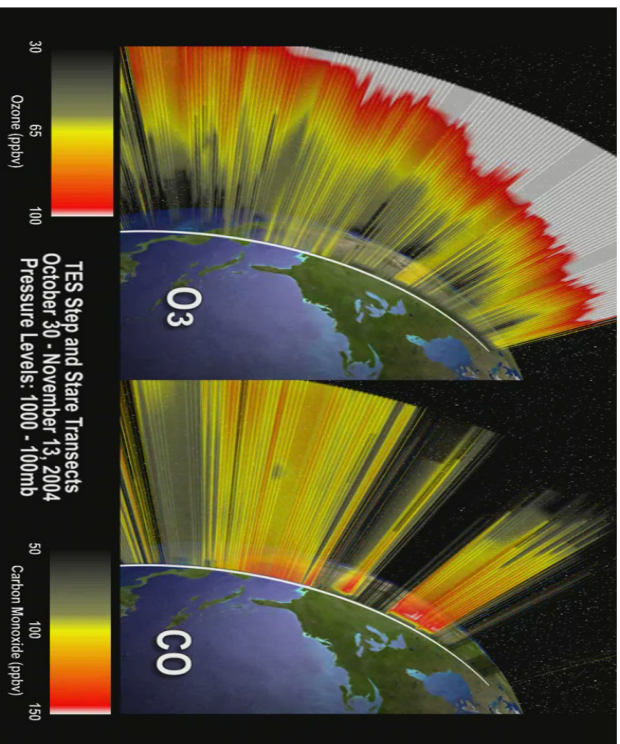 O3
CO
30 65 100
Ozone (ppbv)
TES Step and Stare Transects
October 30 - November 13, 2004
Pressure Levels: 1000 - 100mb
50 100 150
Carbon Monoxide (ppbv)